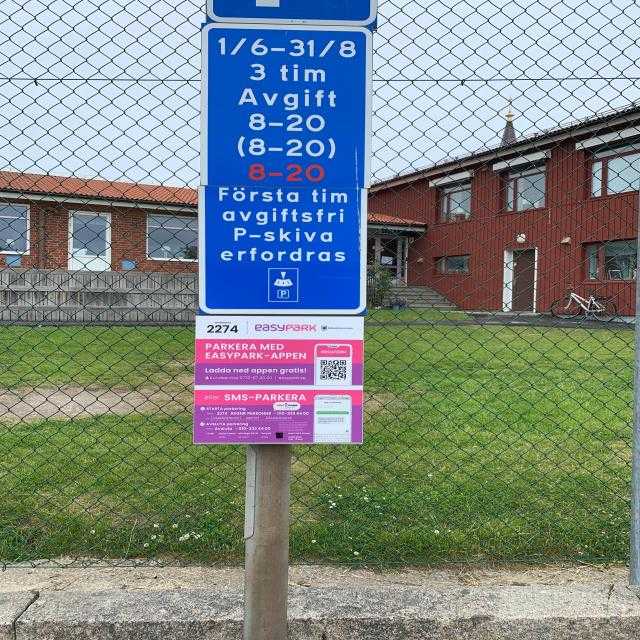 1/6-31/8
3 tim
Avgift
8-20
(8-20)
8-20
Första tim
avgiftsfri
P-skiva
erfordras
P
2274 easypark
PARKERA MED
EASYPARK-APPEN
Ladda ned appen gratis!
eller SMS-PARKERA